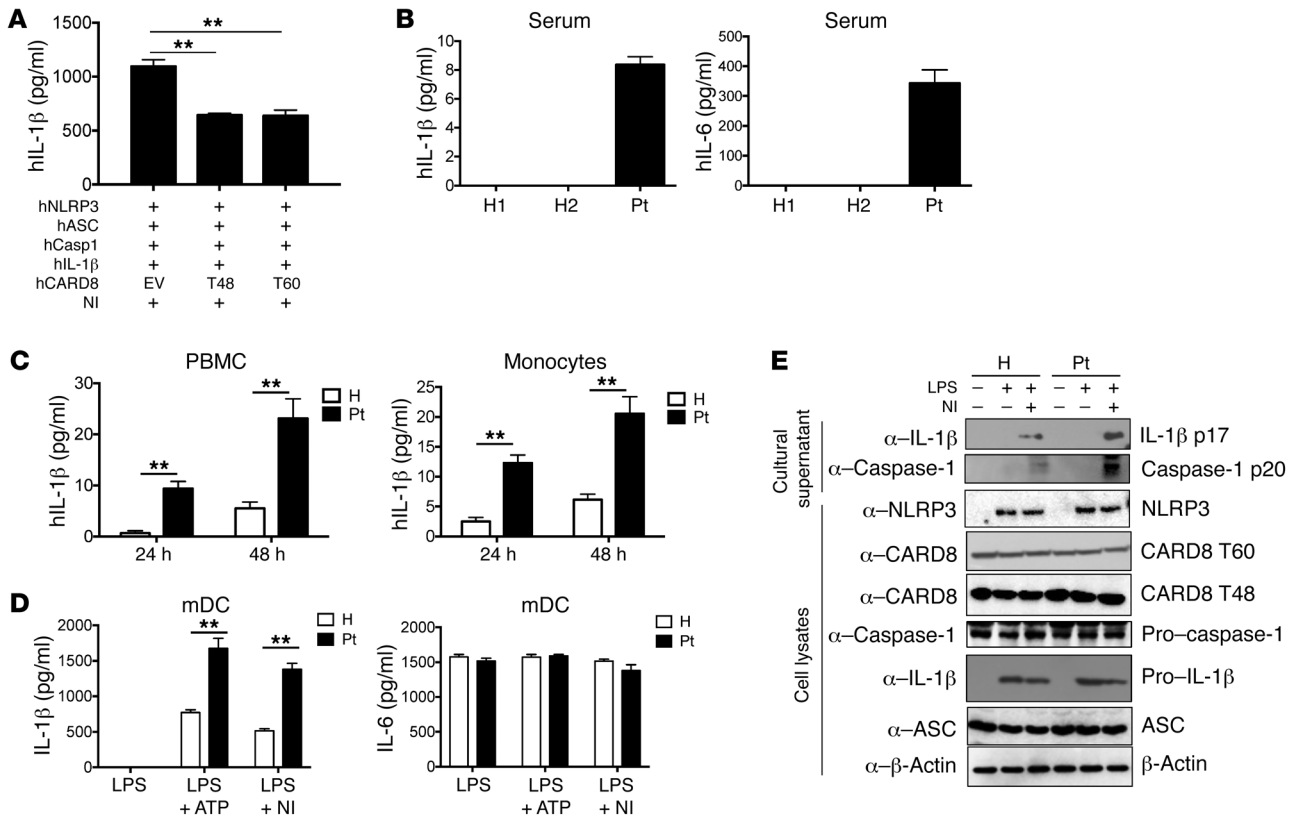 A
hIL-1β (pg/ml)
1500
1000
500
0
**
**
hNLRP3 + + +
hASC + + +
hCasp1 + + +
hIL-1β + + +
hCARD8 EV T48 T60
NI + + +
B
Serum
hIL-1β (pg/ml)
10
8
6
4
2
0
H1 H2 Pt
Serum
hIL-6 (pg/ml)
500
400
300
200
100
0
H1 H2 Pt
C
PBMC
hIL-1β (pg/ml)
30
20
10
0
**
**
H
Pt
24 h 48 h
Monocytes
hIL-1β (pg/ml)
25
20
15
10
5
0
**
**
H
Pt
24 h 48 h
D
mDC
IL-1β (pg/ml)
2000
1500
1000
500
0
**
**
H
Pt
LPS LPS LPS
+ ATP + NI
mDC
IL-6 (pg/ml)
2000
1500
1000
500
0
H
Pt
LPS LPS LPS
+ ATP + NI
E
H Pt
LPS − + + − + +
NI − − + − − +
Cultural
supernatant
α–IL-1β IL-1β p17
α–Caspase-1 Caspase-1 p20
Cell lysates
α–NLRP3 NLRP3
α–CARD8 CARD8 T60
α–CARD8 CARD8 T48
α–Caspase-1 Pro–caspase-1
α–IL-1β Pro–IL-1β
α–ASC ASC
α–β-Actin β-Actin